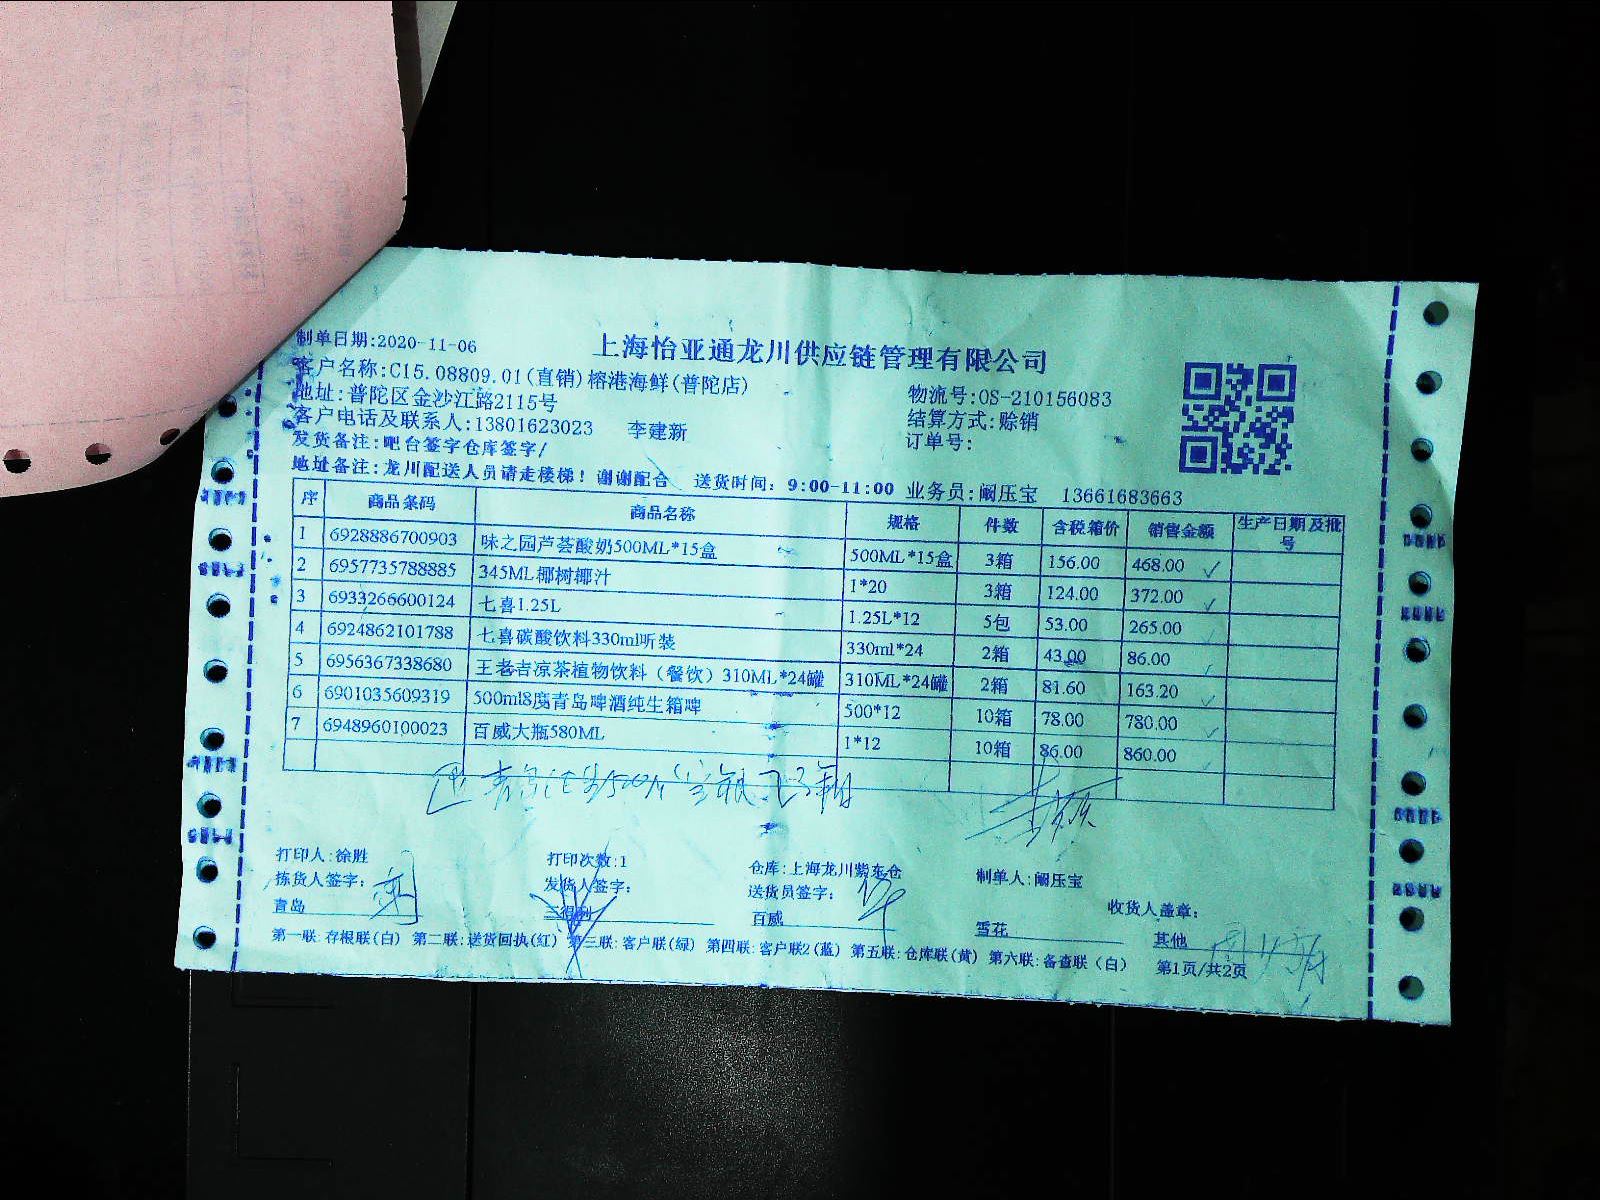 制单日期:2020-11-06
上海怡亚通龙川供应链管理有限公司
客户名称:C15.08809.01(直销)榕港海鲜(普陀店)
物流号:OS-210156083
地址:普陀区金沙江路2115号
结算方式:赊销
客户电话及联系人:13801623023 李建新
订单号:
发货备注:吧台签字仓库签字/
地址备注:龙川配送人员请走楼梯！谢谢配合 送货时间：9:00-11:00 业务员:阚压宝 13661683663
序 商品条码 商品名称 规格 件数 含税箱价 销售金额 生产日期及批号
1 6928886700903 味之园芦荟酸奶500ML*15盒 500ML*15盒 3箱 156.00 468.00
2 6957735788885 345ML椰树椰汁 1*20 3箱 124.00 372.00
3 6933266600124 七喜1.25L 1.25L*12 5包 53.00 265.00
4 6924862101788 七喜碳酸饮料330ml听装 330ml*24 2箱 43.00 86.00
5 6956367338680 王老吉凉茶植物饮料（餐饮）310ML*24罐 310ML*24罐 2箱 81.60 163.20
6 6901035609319 500ml8度青岛啤酒纯生箱啤 500*12 10箱 78.00 780.00
7 6948960100023 百威大瓶580ML 1*12 10箱 86.00 860.00
打印人:徐胜 打印次数:1 仓库:上海龙川紫东仓 制单人:阚压宝
拣货人签字: 发货人签字: 送货员签字: 收货人盖章:
青岛 三得利 百威 雪花 其他
第一联:存根联(白) 第二联:送货回执(红) 第三联:客户联(绿) 第四联:客户联2(蓝) 第五联:仓库联(黄) 第六联:备查联（白） 第1页/共2页